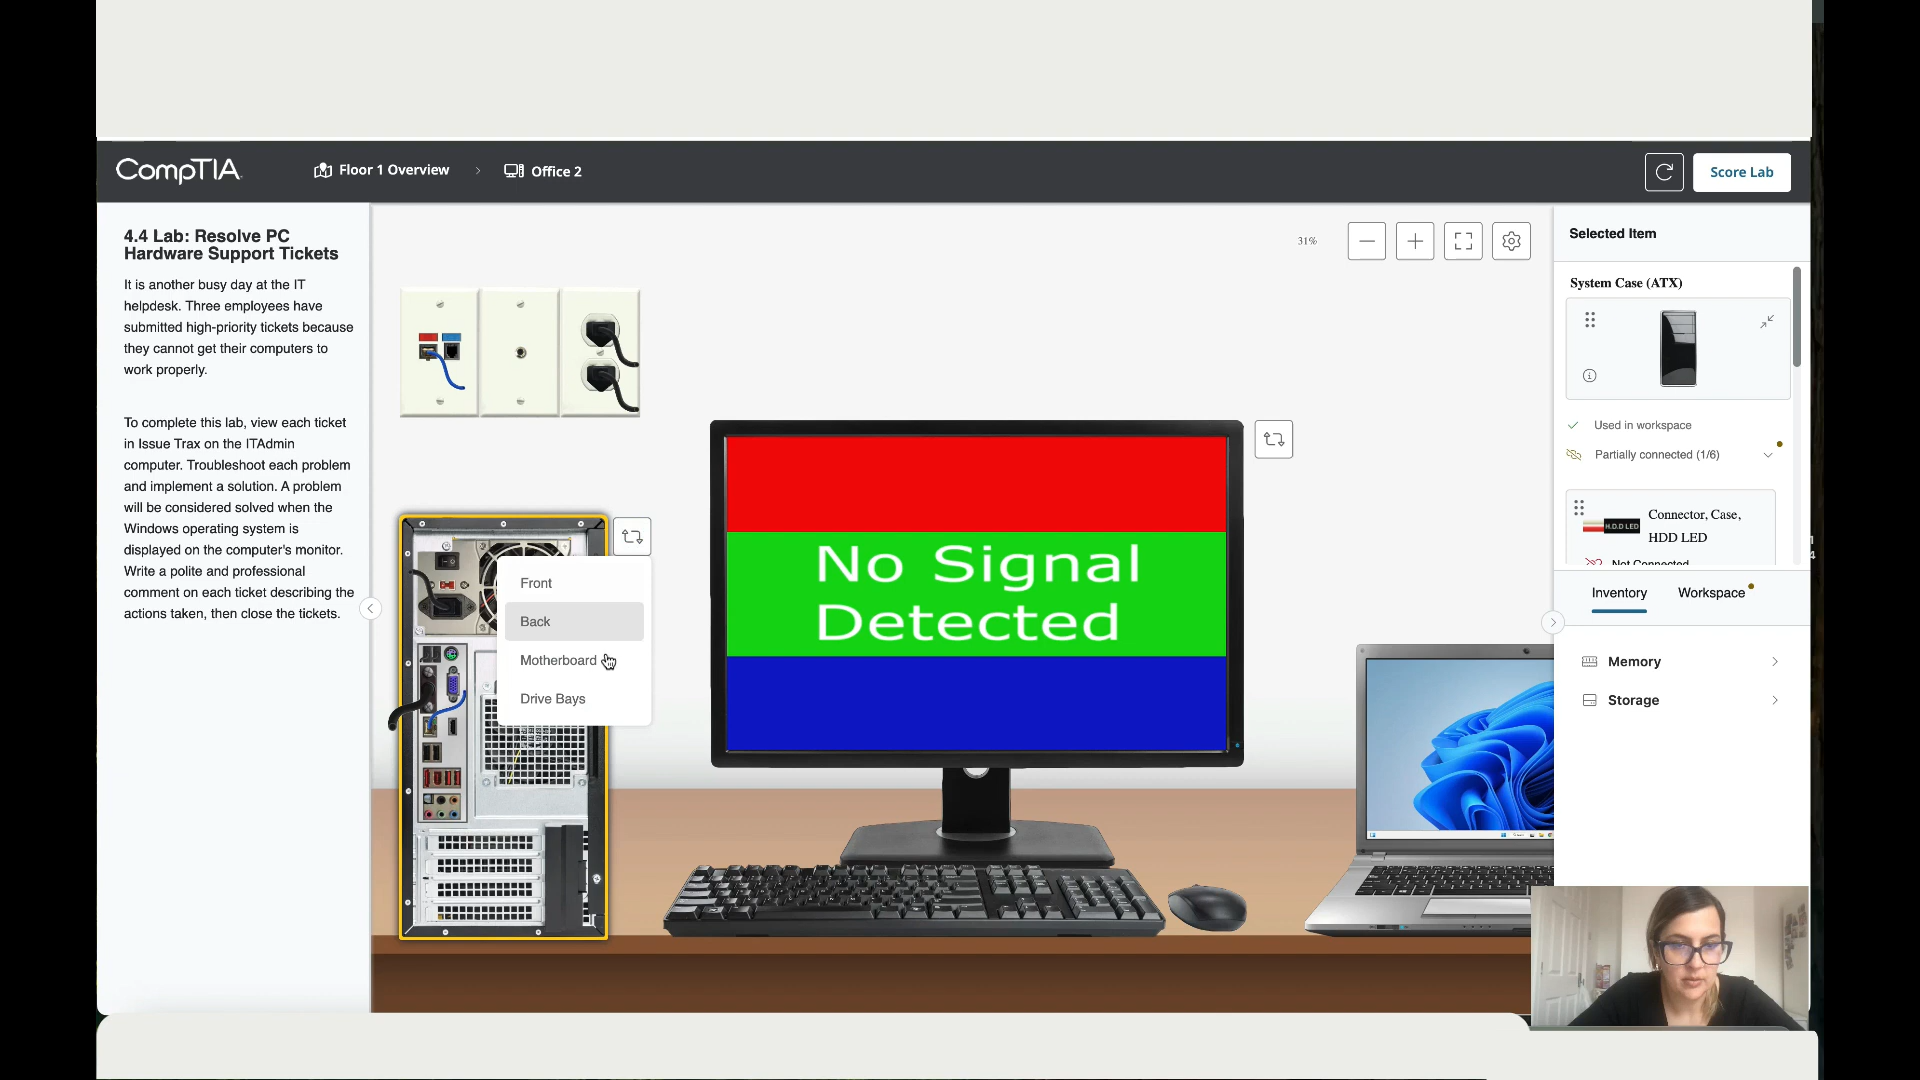 CompTIA.
Floor 1 Overview
Office 2
Score Lab
4.4 Lab: Resolve PC
Hardware Support Tickets
It is another busy day at the IT
helpdesk. Three employees have
submitted high-priority tickets because
they cannot get their computers to
work properly.
To complete this lab, view each ticket
in Issue Trax on the ITAdmin
computer. Troubleshoot each problem
and implement a solution. A problem
will be considered solved when the
Windows operating system is
displayed on the computer's monitor.
Write a polite and professional
comment on each ticket describing the
actions taken, then close the tickets.
31%
Front
Back
Motherboard
Drive Bays
No Signal
Detected
Selected Item
System Case (ATX)
Used in workspace
Partially connected (1/6)
H.D.D LED
Connector, Case,
HDD LED
Not Connected
Inventory
Workspace
Memory
Storage